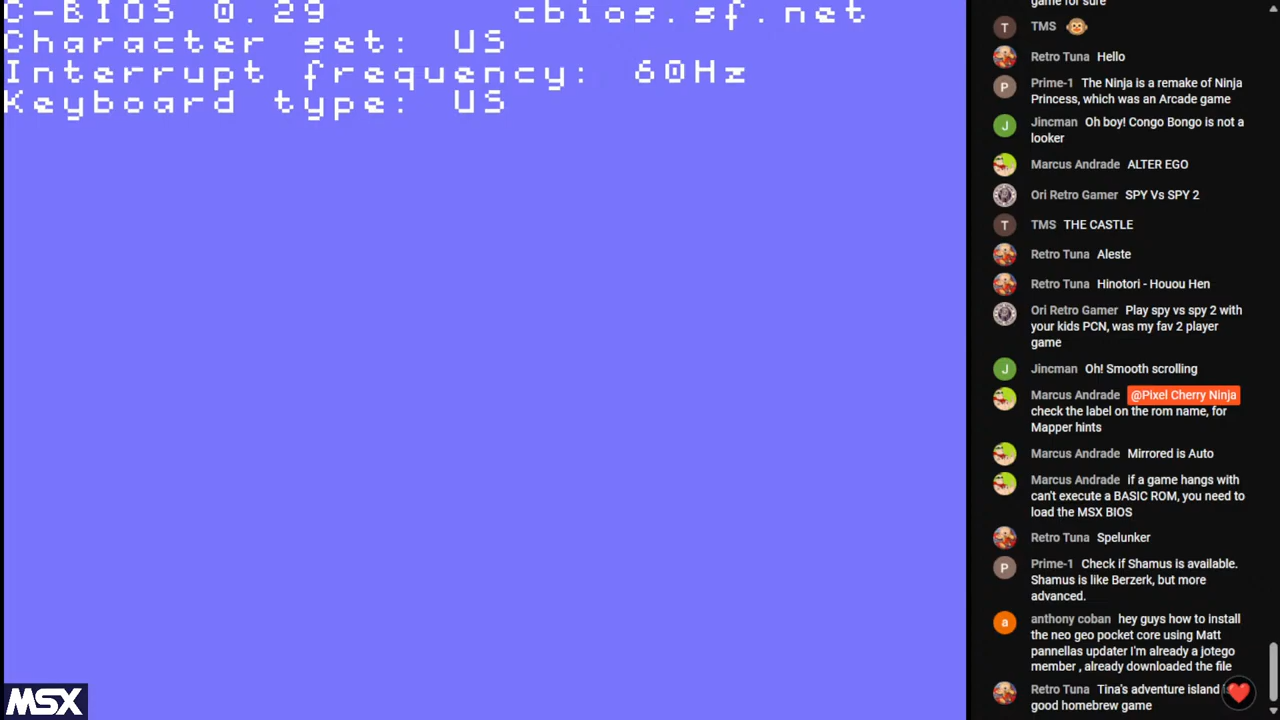 C-BIOS 0.29 cbios.sf.net
Character set: US
Interrupt frequency: 60Hz
Keyboard type: US
MSX
game for sure
T TMS
Retro Tuna Hello
P Prime-1 The Ninja is a remake of Ninja
Princess, which was an Arcade game
J Jincman Oh boy! Congo Bongo is not a
looker
Marcus Andrade ALTER EGO
Ori Retro Gamer SPY Vs SPY 2
T TMS THE CASTLE
Retro Tuna Aleste
Retro Tuna Hinotori - Houou Hen
Ori Retro Gamer Play spy vs spy 2 with
your kids PCN, was my fav 2 player
game
J Jincman Oh! Smooth scrolling
Marcus Andrade @Pixel Cherry Ninja
check the label on the rom name, for
Mapper hints
Marcus Andrade Mirrored is Auto
Marcus Andrade if a game hangs with
can't execute a BASIC ROM, you need to
load the MSX BIOS
Retro Tuna Spelunker
P Prime-1 Check if Shamus is available.
Shamus is like Berzerk, but more
advanced.
a anthony coban hey guys how to install
the neo geo pocket core using Matt
pannellas updater I'm already a jotego
member , already downloaded the file
Retro Tuna Tina's adventure island
good homebrew game